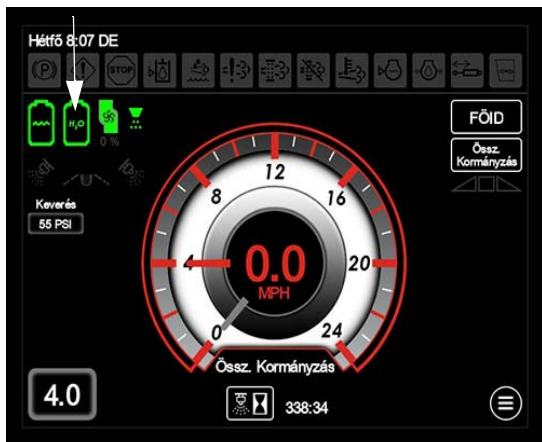 Hétfő 8:07 DE
(P)
STOP
H₂O
0 %
FÖlD
Össz.
Kormányzás
Keverés
55 PSI
12
8
16
4
20
0.0
MPH
0
24
Össz. Kormányzás
4.0
338:34